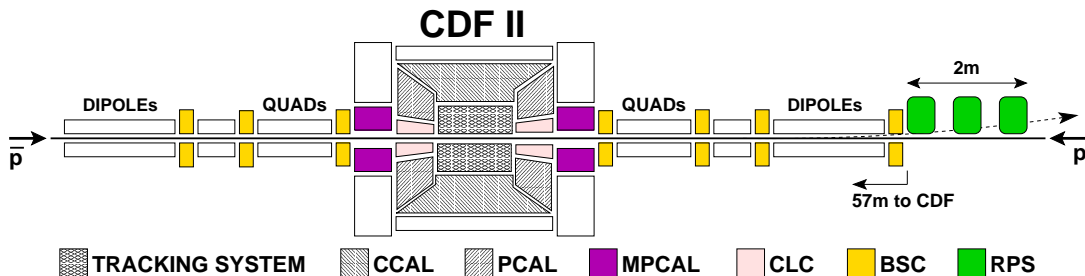 CDF II
2m
DIPOLEs QUADs QUADs DIPOLEs
p̅ p
57m to CDF
TRACKING SYSTEM CCAL PCAL MPCAL CLC BSC RPS